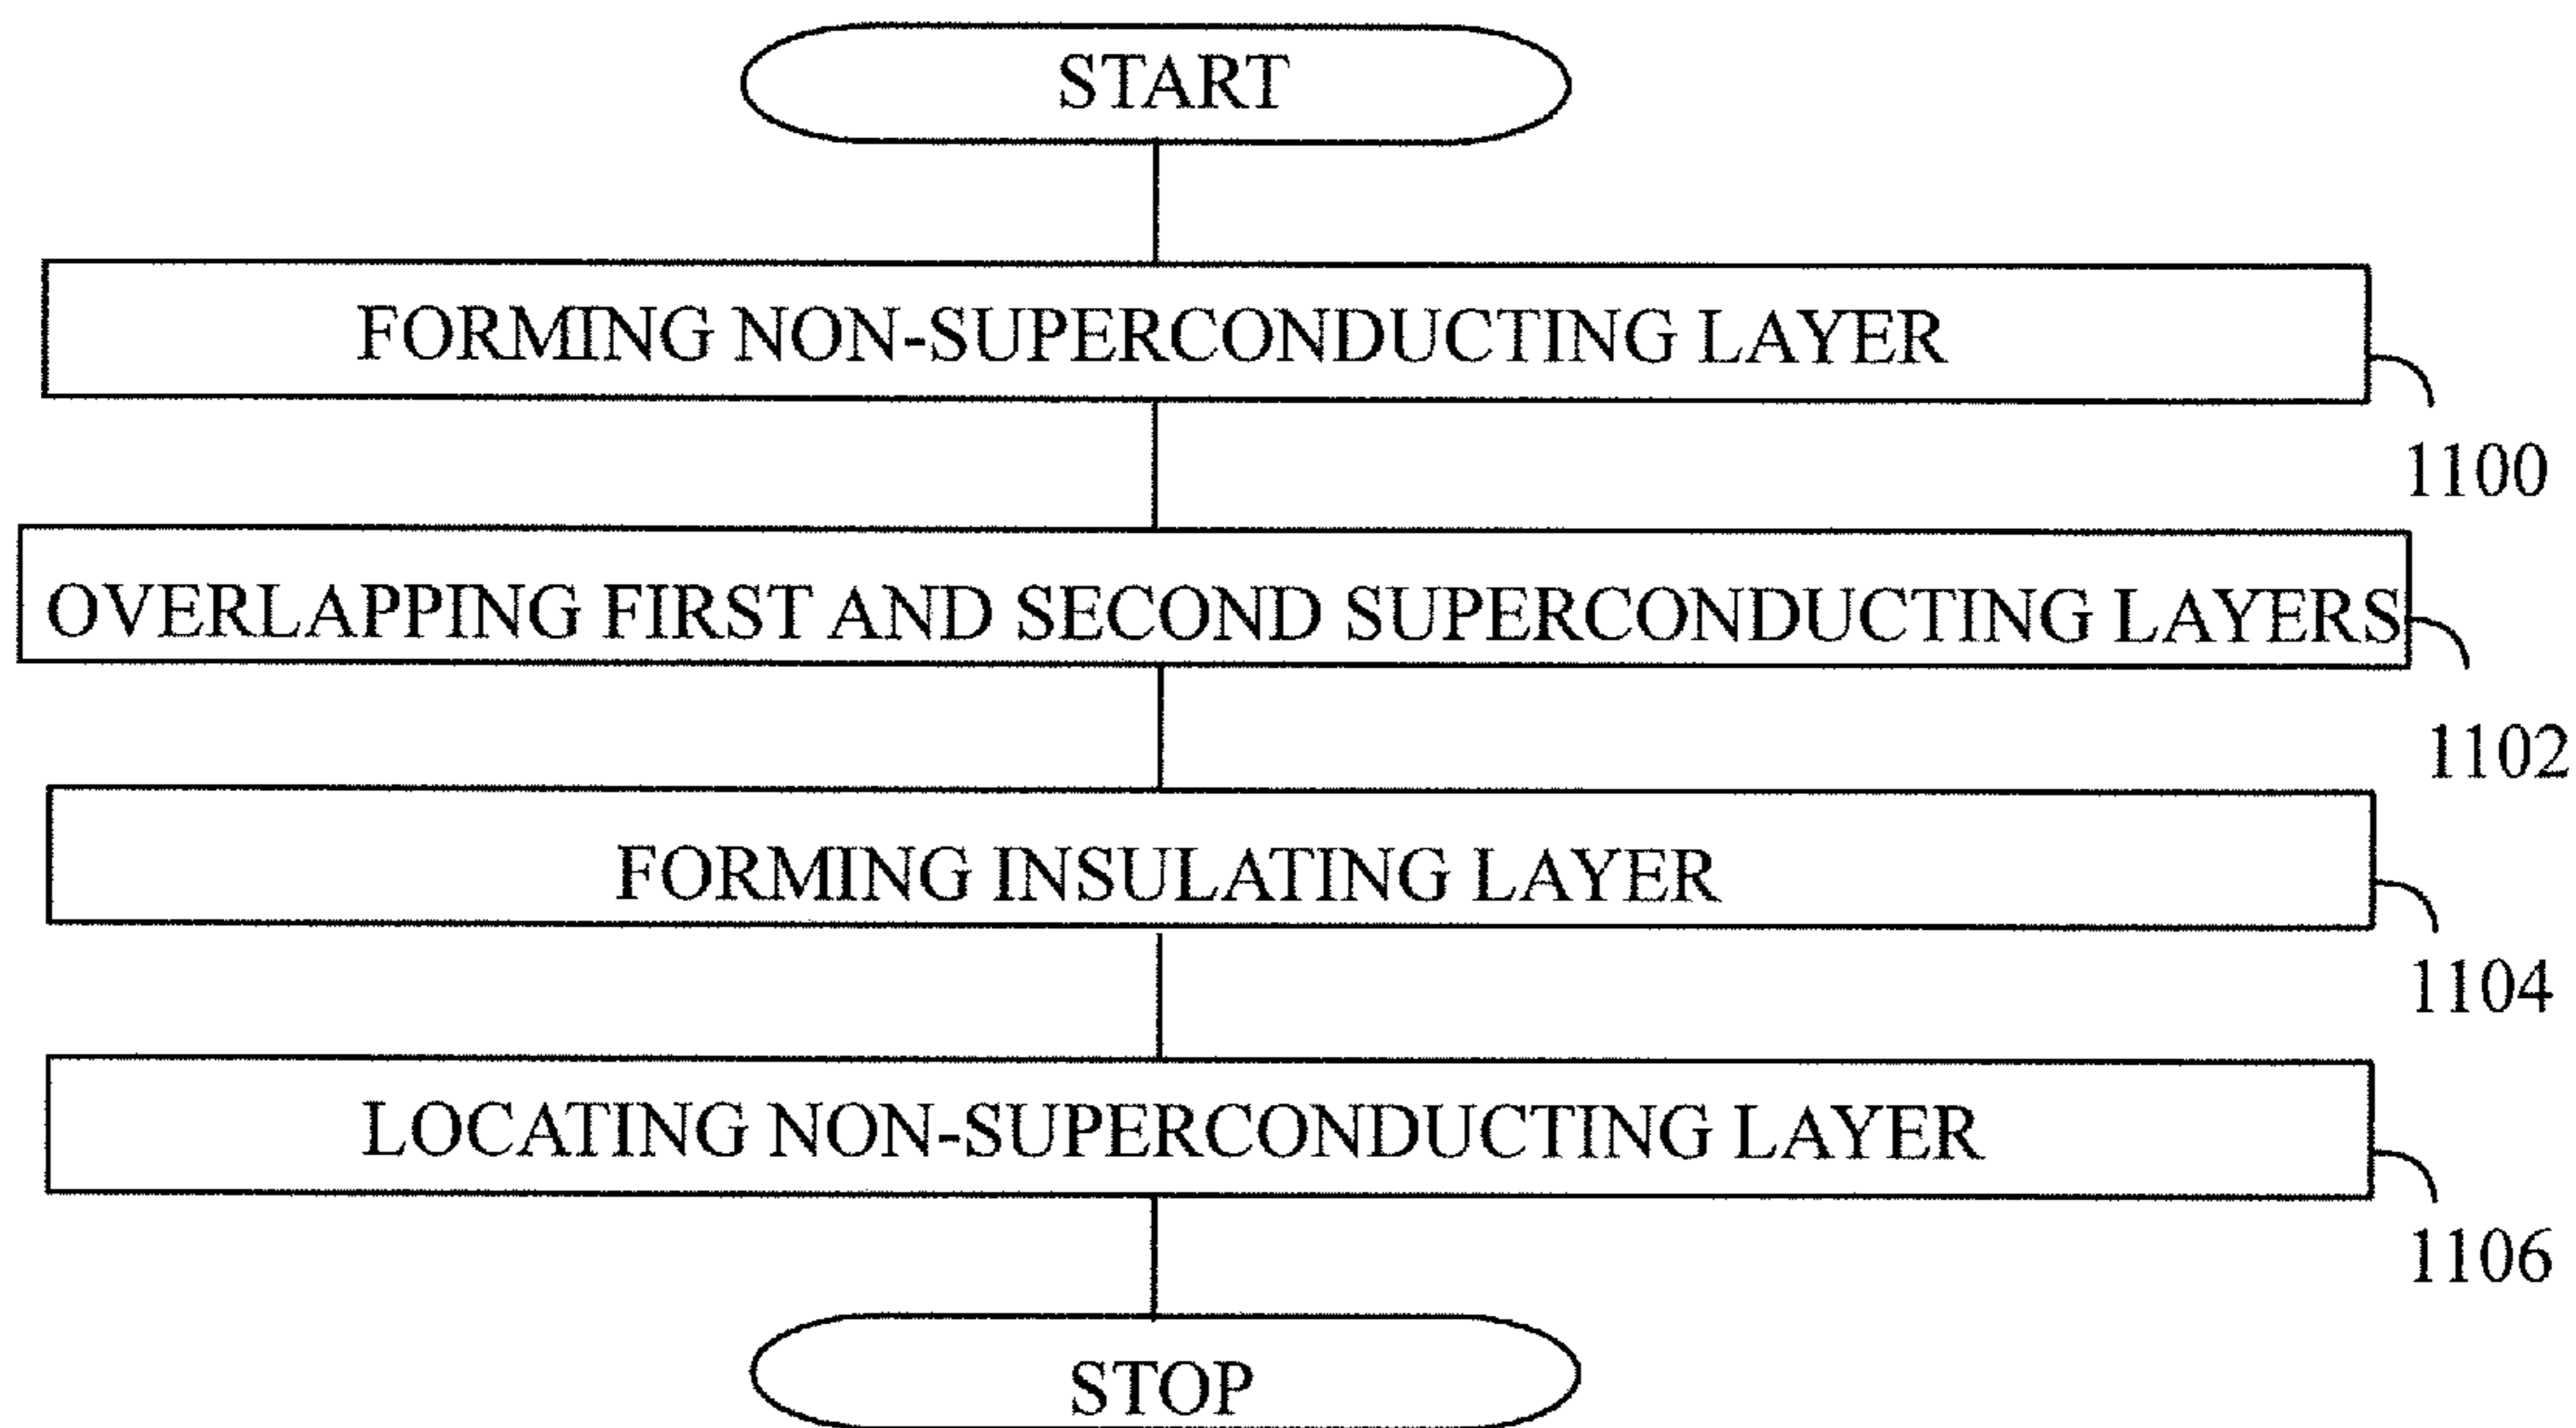 START
FORMING NON-SUPERCONDUCTING LAYER
1100
OVERLAPPING FIRST AND SECOND SUPERCONDUCTING LAYERS
1102
FORMING INSULATING LAYER
1104
LOCATING NON-SUPERCONDUCTING LAYER
1106
STOP